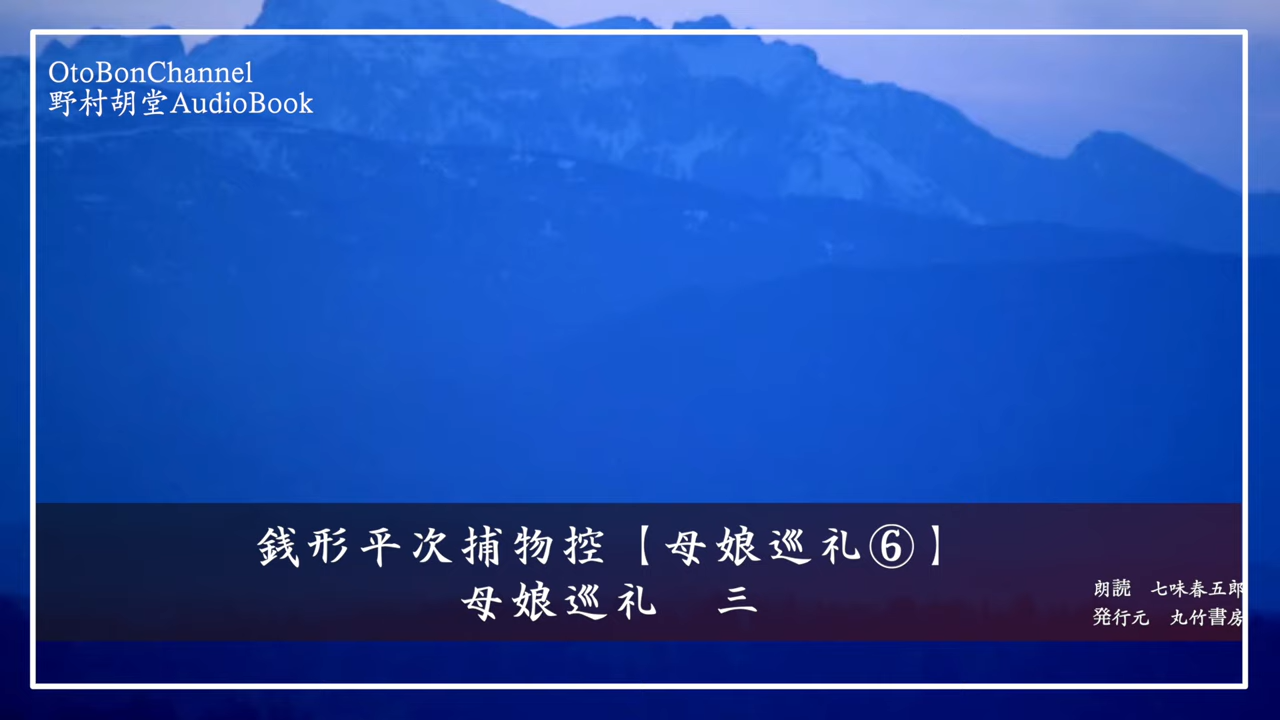 OtoBonChannel
野村胡堂AudioBook
銭形平次捕物控【母娘巡礼⑥】
母娘巡礼　三
朗読　七味春五郎
発行元　丸竹書房